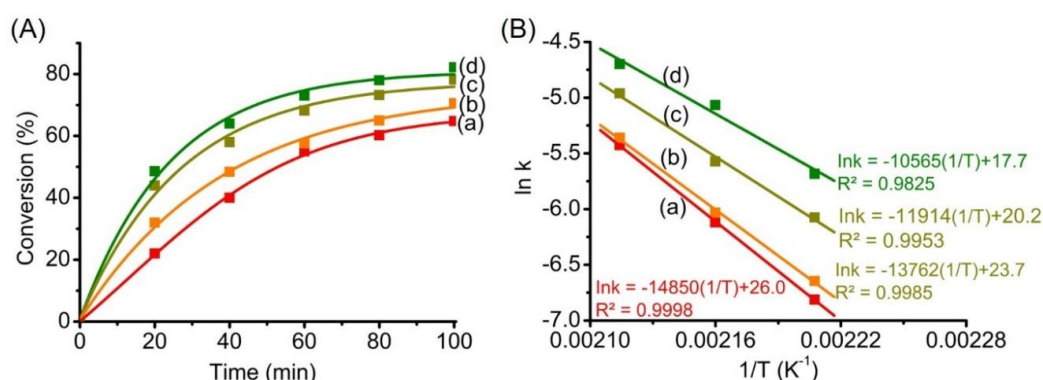 (A)
80
60
40
20
0
Conversion (%)
(d)
(c)
(b)
(a)
0 20 40 60 80 100
Time (min)
(B)
-4.5
-5.0
-5.5
-6.0
-6.5
-7.0
ln k
(d)
(c)
(b)
(a)
lnk = -10565(1/T)+17.7
R² = 0.9825
lnk = -11914(1/T)+20.2
R² = 0.9953
lnk = -13762(1/T)+23.7
R² = 0.9985
lnk = -14850(1/T)+26.0
R² = 0.9998
0.00210 0.00216 0.00222 0.00228
1/T (K⁻¹)